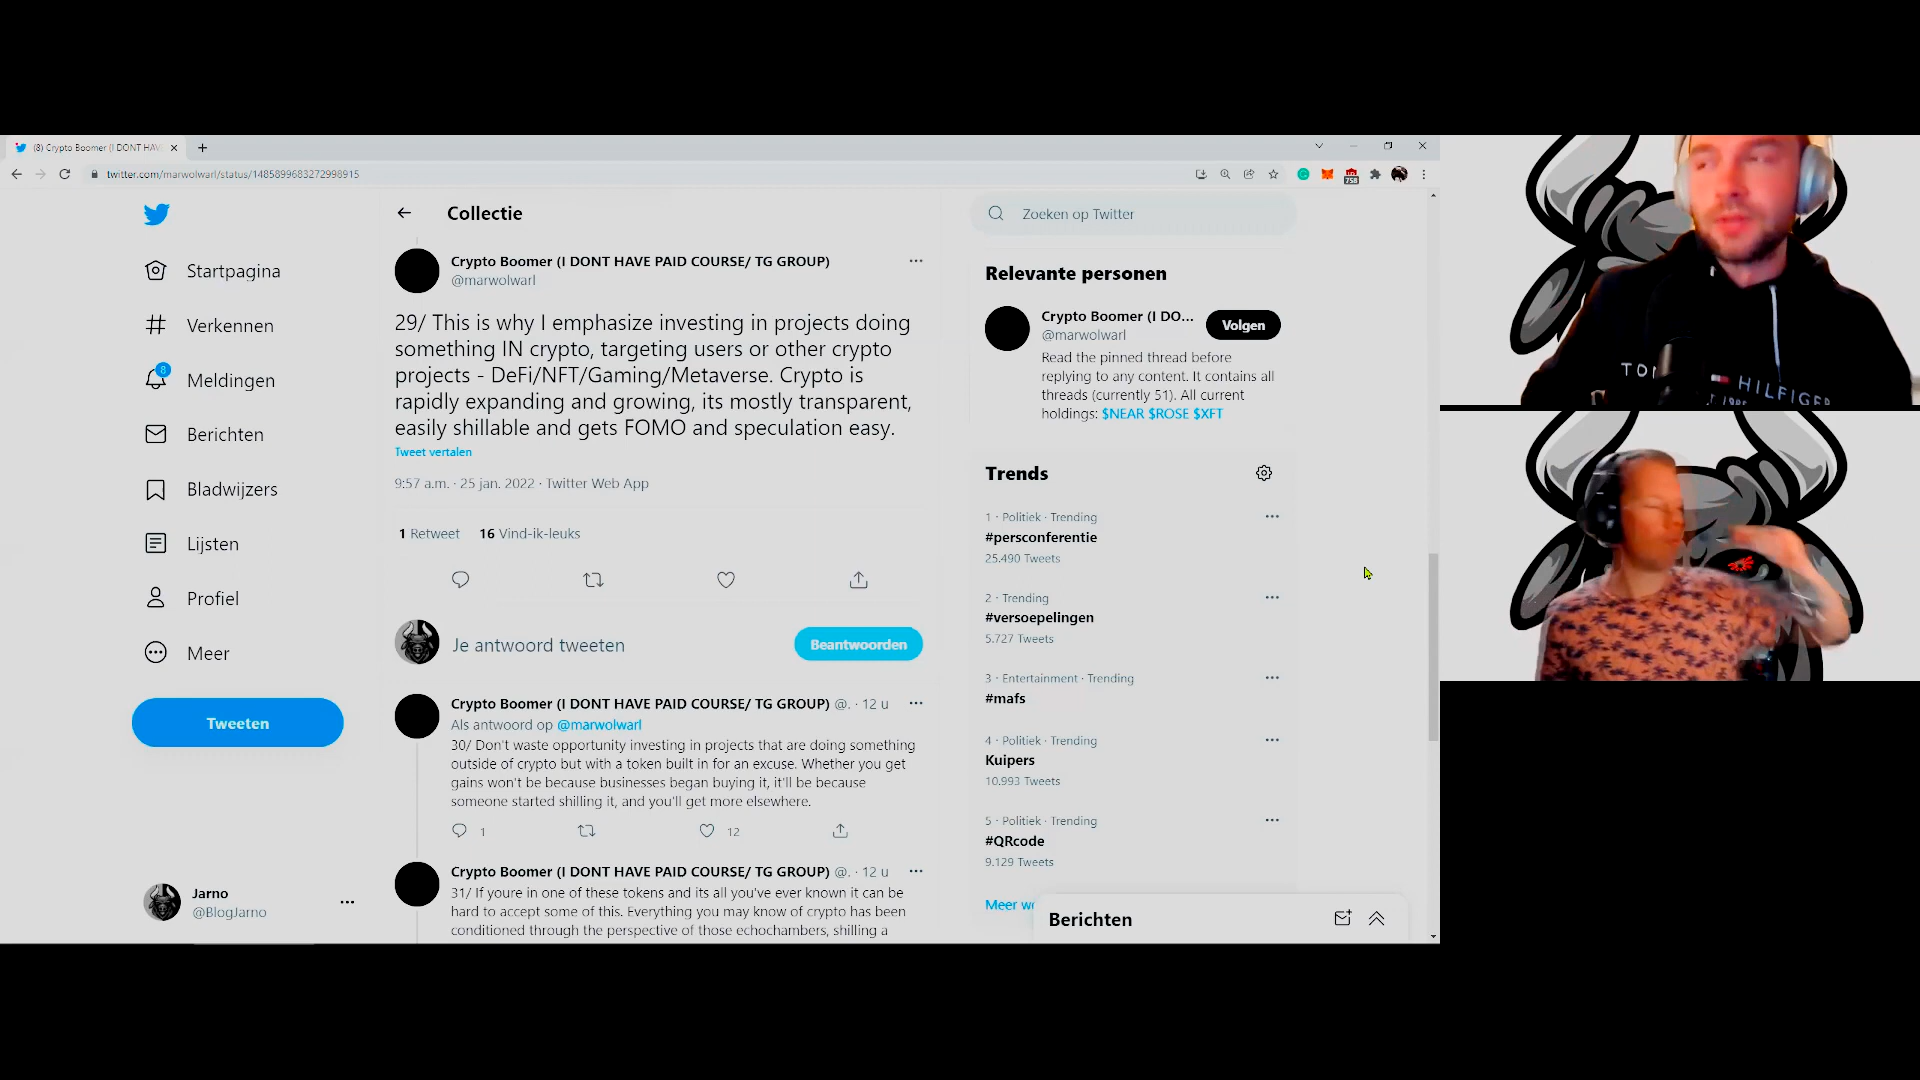 (8) Crypto Boomer (I DONT HAV
twitter.com/marwolwarl/status/1485899683272998915
758
Collectie
Zoeken op Twitter
Startpagina
Verkennen
8
Meldingen
Berichten
Bladwijzers
Lijsten
Profiel
Meer
Tweeten
Jarno
@BlogJarno
Crypto Boomer (I DONT HAVE PAID COURSE/ TG GROUP)
@marwolwarl
29/ This is why I emphasize investing in projects doing
something IN crypto, targeting users or other crypto
projects - DeFi/NFT/Gaming/Metaverse. Crypto is
rapidly expanding and growing, its mostly transparent,
easily shillable and gets FOMO and speculation easy.
Tweet vertalen
9:57 a.m. · 25 jan. 2022 · Twitter Web App
1 Retweet 16 Vind-ik-leuks
Je antwoord tweeten
Beantwoorden
Crypto Boomer (I DONT HAVE PAID COURSE/ TG GROUP) @. · 12 u
Als antwoord op @marwolwarl
30/ Don't waste opportunity investing in projects that are doing something
outside of crypto but with a token built in for an excuse. Whether you get
gains won't be because businesses began buying it, it'll be because
someone started shilling it, and you'll get more elsewhere.
1
12
Crypto Boomer (I DONT HAVE PAID COURSE/ TG GROUP) @. · 12 u
31/ If youre in one of these tokens and its all you've ever known it can be
hard to accept some of this. Everything you may know of crypto has been
conditioned through the perspective of those echochambers, shilling a
Relevante personen
Crypto Boomer (I DO...
@marwolwarl
Volgen
Read the pinned thread before
replying to any content. It contains all
threads (currently 51). All current
holdings: $NEAR $ROSE $XFT
Trends
1 · Politiek · Trending
#persconferentie
25.490 Tweets
2 · Trending
#versoepelingen
5.727 Tweets
3 · Entertainment · Trending
#mafs
4 · Politiek · Trending
Kuipers
10.993 Tweets
5 · Politiek · Trending
#QRcode
9.129 Tweets
Meer
Berichten
HILFIGER